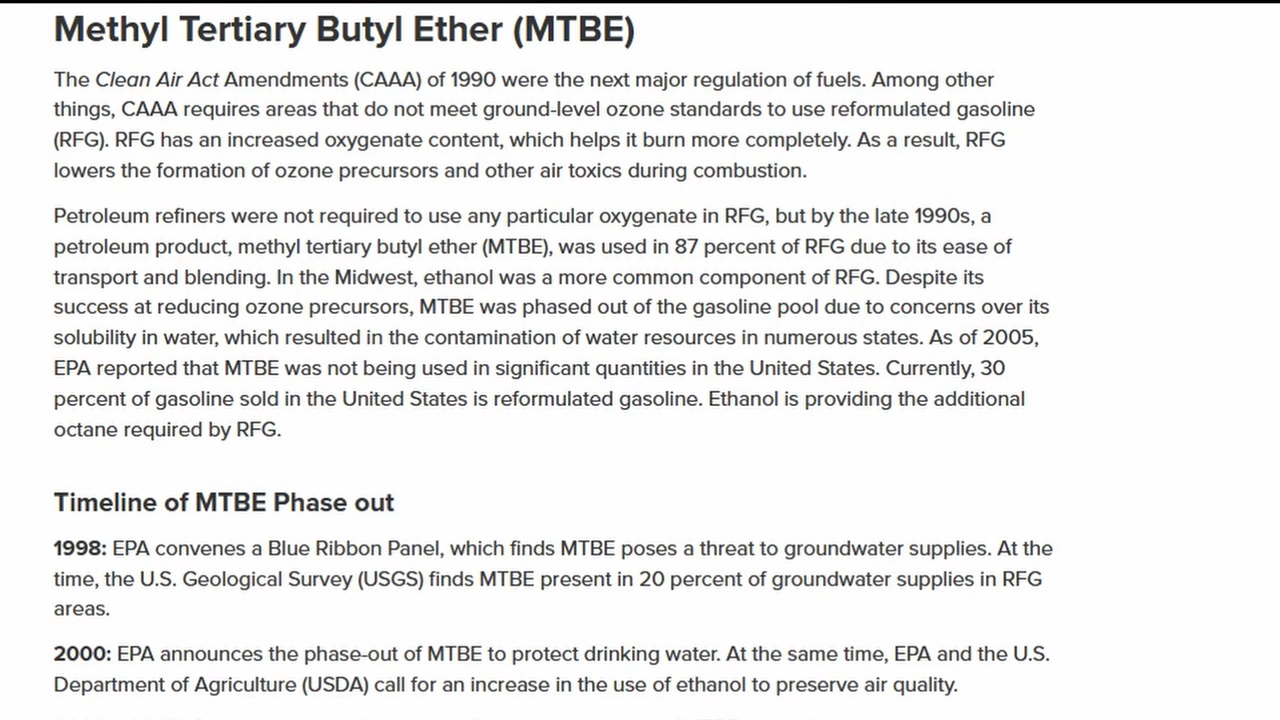 Methyl Tertiary Butyl Ether (MTBE)
The Clean Air Act Amendments (CAAA) of 1990 were the next major regulation of fuels. Among other
things, CAAA requires areas that do not meet ground-level ozone standards to use reformulated gasoline
(RFG). RFG has an increased oxygenate content, which helps it burn more completely. As a result, RFG
lowers the formation of ozone precursors and other air toxics during combustion.
Petroleum refiners were not required to use any particular oxygenate in RFG, but by the late 1990s, a
petroleum product, methyl tertiary butyl ether (MTBE), was used in 87 percent of RFG due to its ease of
transport and blending. In the Midwest, ethanol was a more common component of RFG. Despite its
success at reducing ozone precursors, MTBE was phased out of the gasoline pool due to concerns over its
solubility in water, which resulted in the contamination of water resources in numerous states. As of 2005,
EPA reported that MTBE was not being used in significant quantities in the United States. Currently, 30
percent of gasoline sold in the United States is reformulated gasoline. Ethanol is providing the additional
octane required by RFG.
Timeline of MTBE Phase out
1998: EPA convenes a Blue Ribbon Panel, which finds MTBE poses a threat to groundwater supplies. At the
time, the U.S. Geological Survey (USGS) finds MTBE present in 20 percent of groundwater supplies in RFG
areas.
2000: EPA announces the phase-out of MTBE to protect drinking water. At the same time, EPA and the U.S.
Department of Agriculture (USDA) call for an increase in the use of ethanol to preserve air quality.